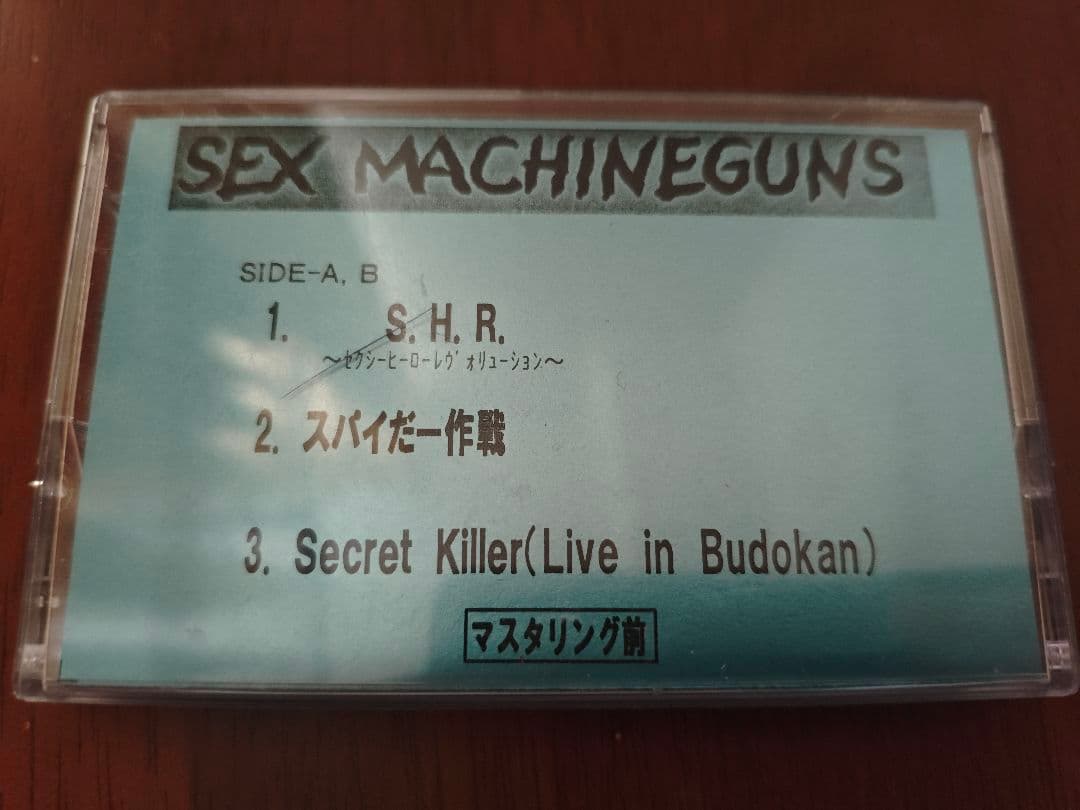 SEX MACHINEGUNS
SIDE-A, B
1. S. H. R.
～セクシーヒーローレヴォリューション～
2. スパイだー作戦
3. Secret Killer(Live in Budokan)
マスタリング前